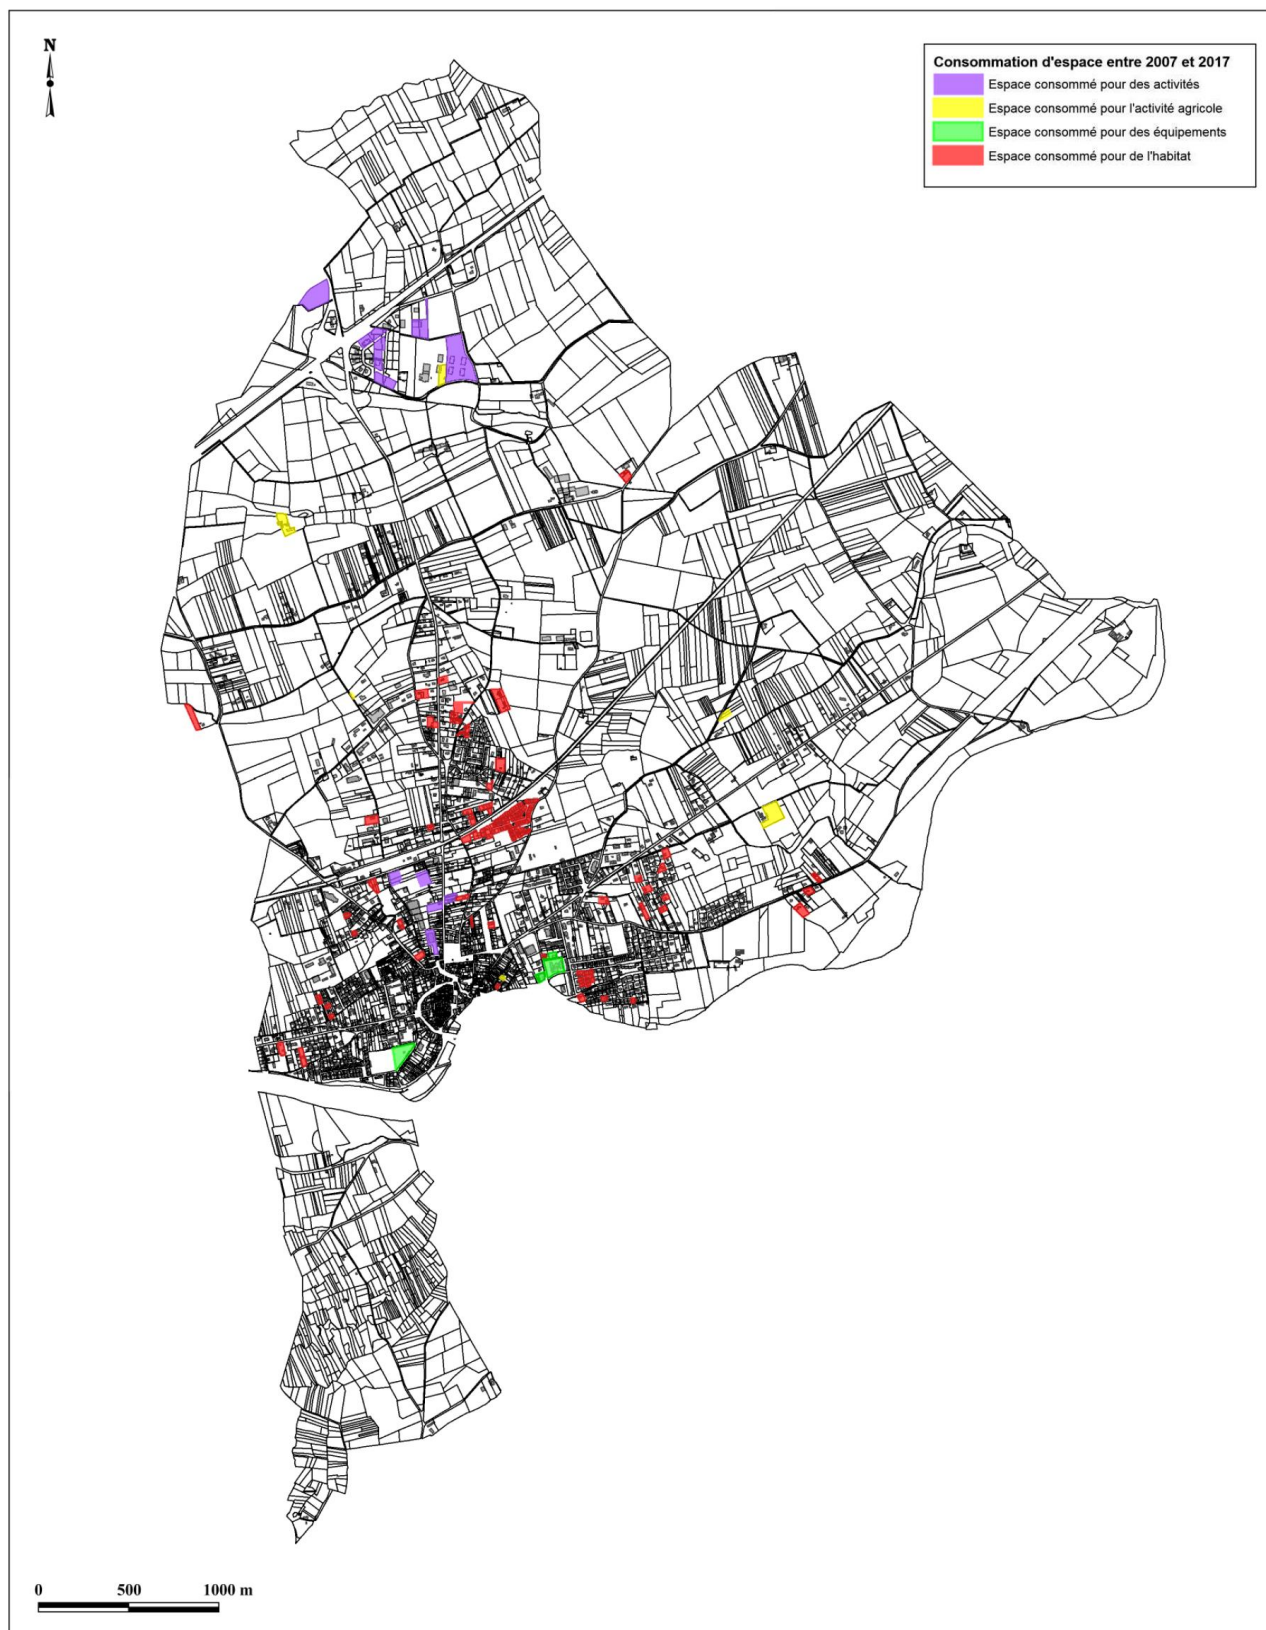 N
Consommation d'espace entre 2007 et 2017
Espace consommé pour des activités
Espace consommé pour l'activité agricole
Espace consommé pour des équipements
Espace consommé pour de l'habitat
0 500 1000 m